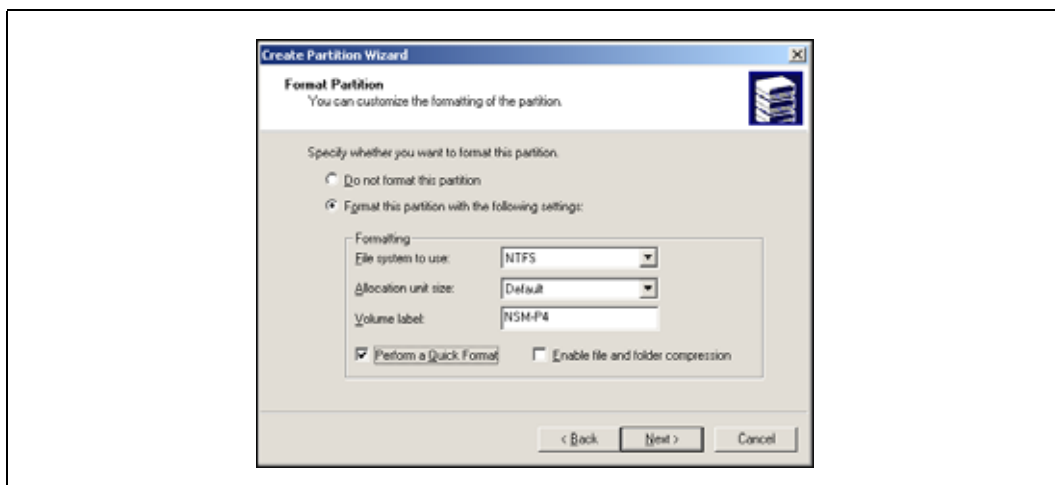 Create Partition Wizard
Format Partition
You can customize the formatting of the partition.
Specify whether you want to format this partition.
Do not format this partition
Format this partition with the following settings:
Formatting
File system to use: NTFS
Allocation unit size: Default
Volume label: NSM-P4
Perform a Quick Format Enable file and folder compression
< Back Next > Cancel